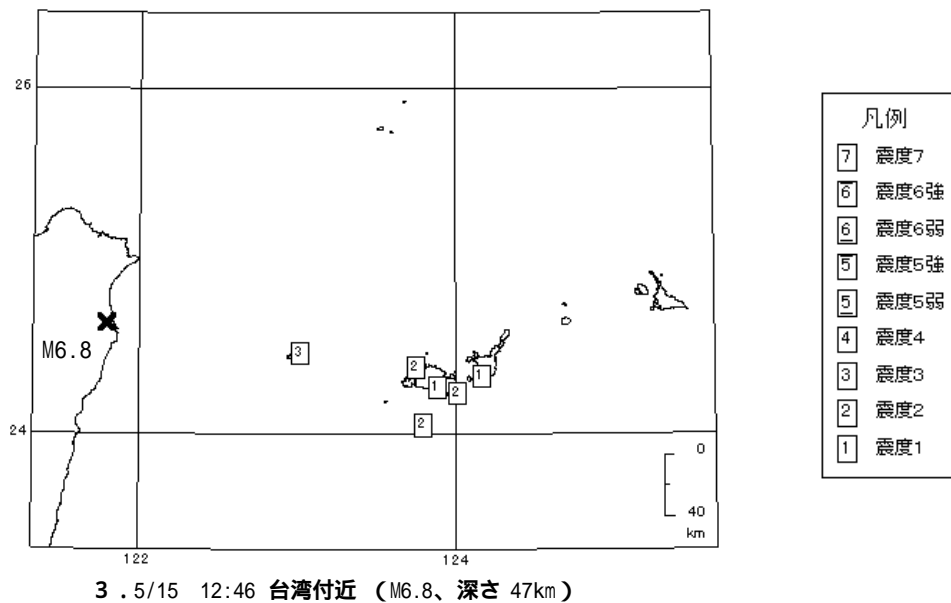 26
凡例
7 震度7
6 震度6強
6 震度6弱
5 震度5強
5 震度5弱
4 震度4
3 震度3
2 震度2
1 震度1
M6.8
3
2
1
2
1
2
24
0
40
km
122
124
3．5/15 12:46 台湾付近 （M6.8、深さ 47km）